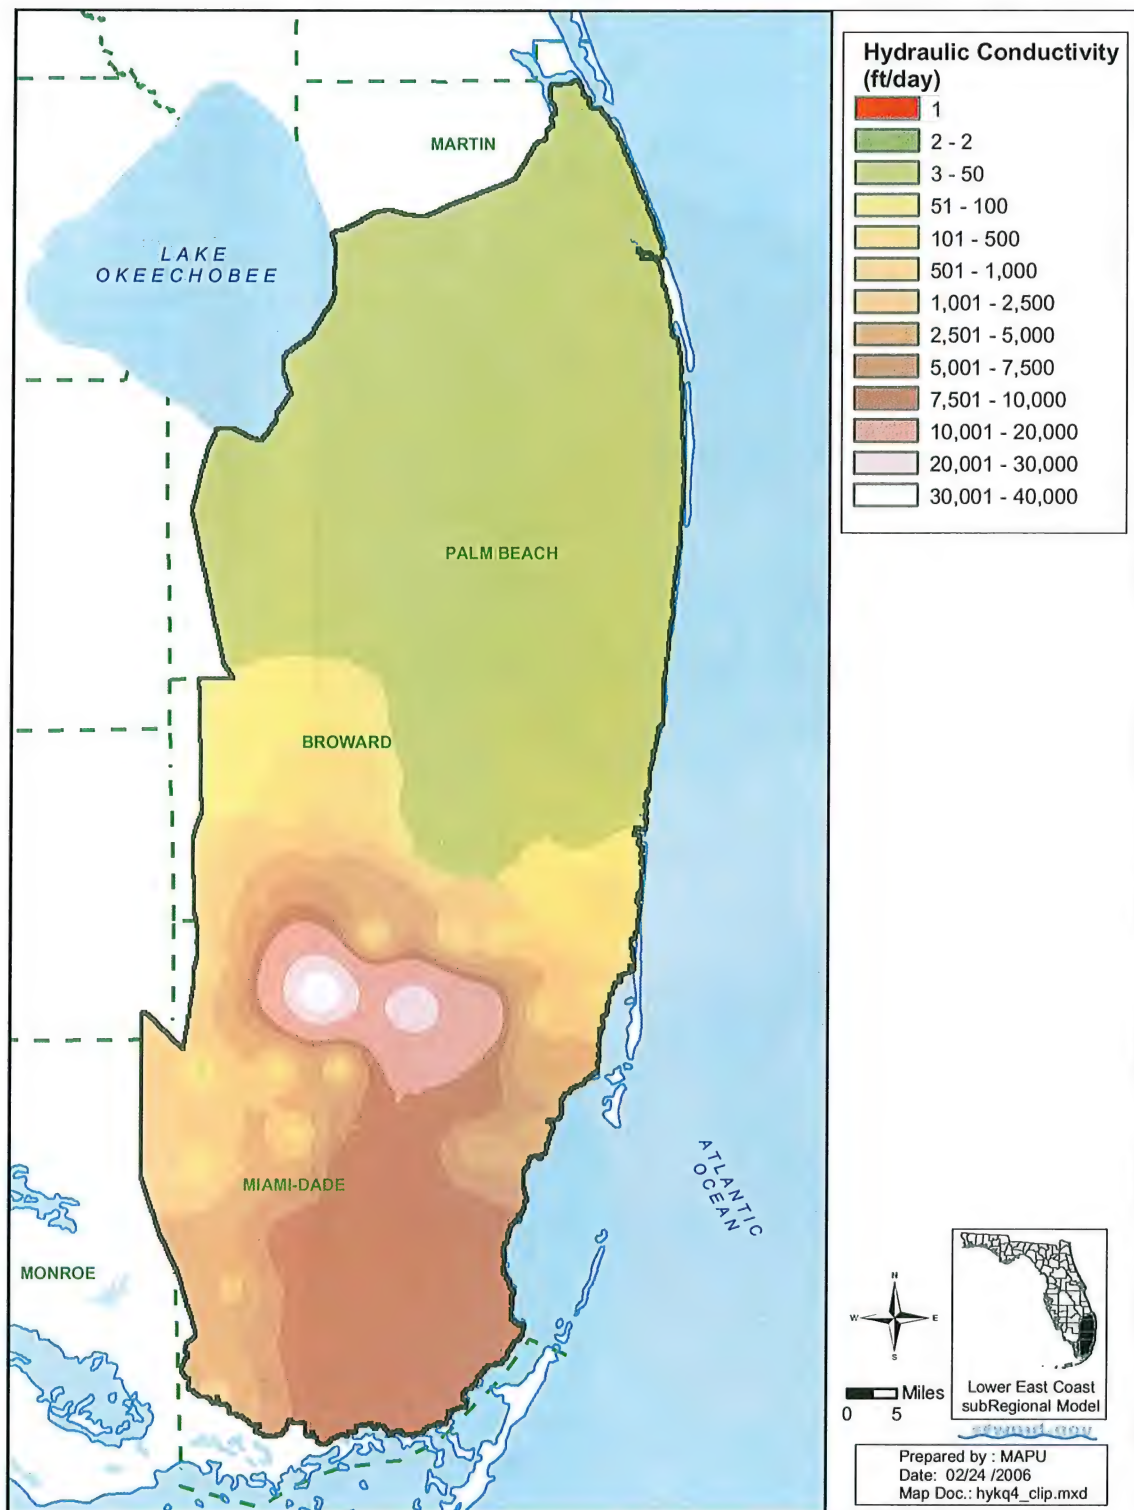 Hydraulic Conductivity
(ft/day)
1
2 - 2
3 - 50
51 - 100
101 - 500
501 - 1,000
1,001 - 2,500
2,501 - 5,000
5,001 - 7,500
7,501 - 10,000
10,001 - 20,000
20,001 - 30,000
30,001 - 40,000
MARTIN
LAKE
OKEECHOBEE
PALM BEACH
BROWARD
MIAMI-DADE
MONROE
ATLANTIC
OCEAN
N
W E
S
Miles
0 5
Lower East Coast
subRegional Model
sfwmd.gov
Prepared by : MAPU
Date: 02/24 /2006
Map Doc.: hykq4_clip.mxd